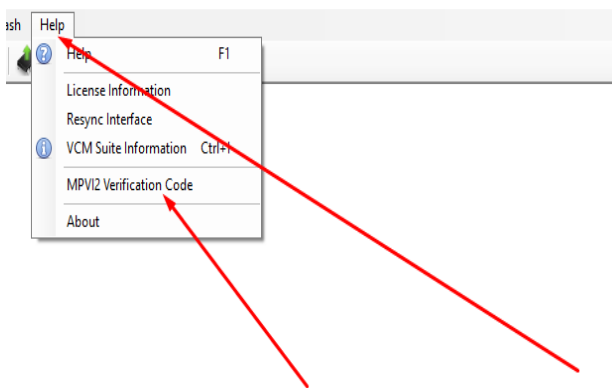 ash Help
Help F1
License Information
Resync Interface
VCM Suite Information Ctrl+I
MPVI2 Verification Code
About